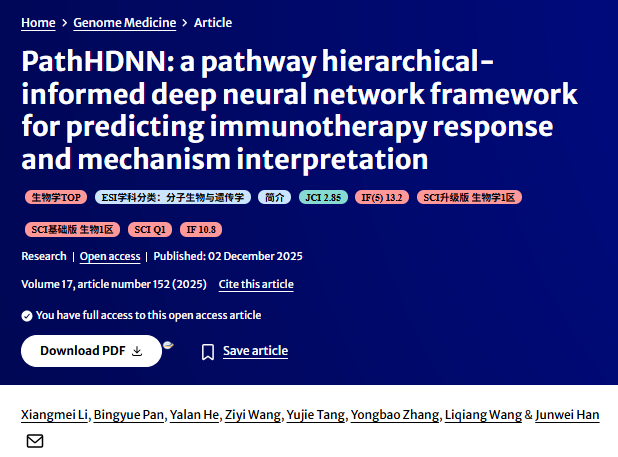 Home > Genome Medicine > Article
PathHDNN: a pathway hierarchical-
informed deep neural network framework
for predicting immunotherapy response
and mechanism interpretation
生物学TOP ESI学科分类：分子生物与遗传学 简介 JCI 2.85 IF(5) 13.2 SCI升级版 生物学1区
SCI基础版 生物1区 SCI Q1 IF 10.8
Research | Open access | Published: 02 December 2025
Volume 17, article number 152 (2025) Cite this article
You have full access to this open access article
Download PDF Save article
Xiangmei Li, Bingyue Pan, Yalan He, Ziyi Wang, Yujie Tang, Yongbao Zhang, Liqiang Wang & Junwei Han